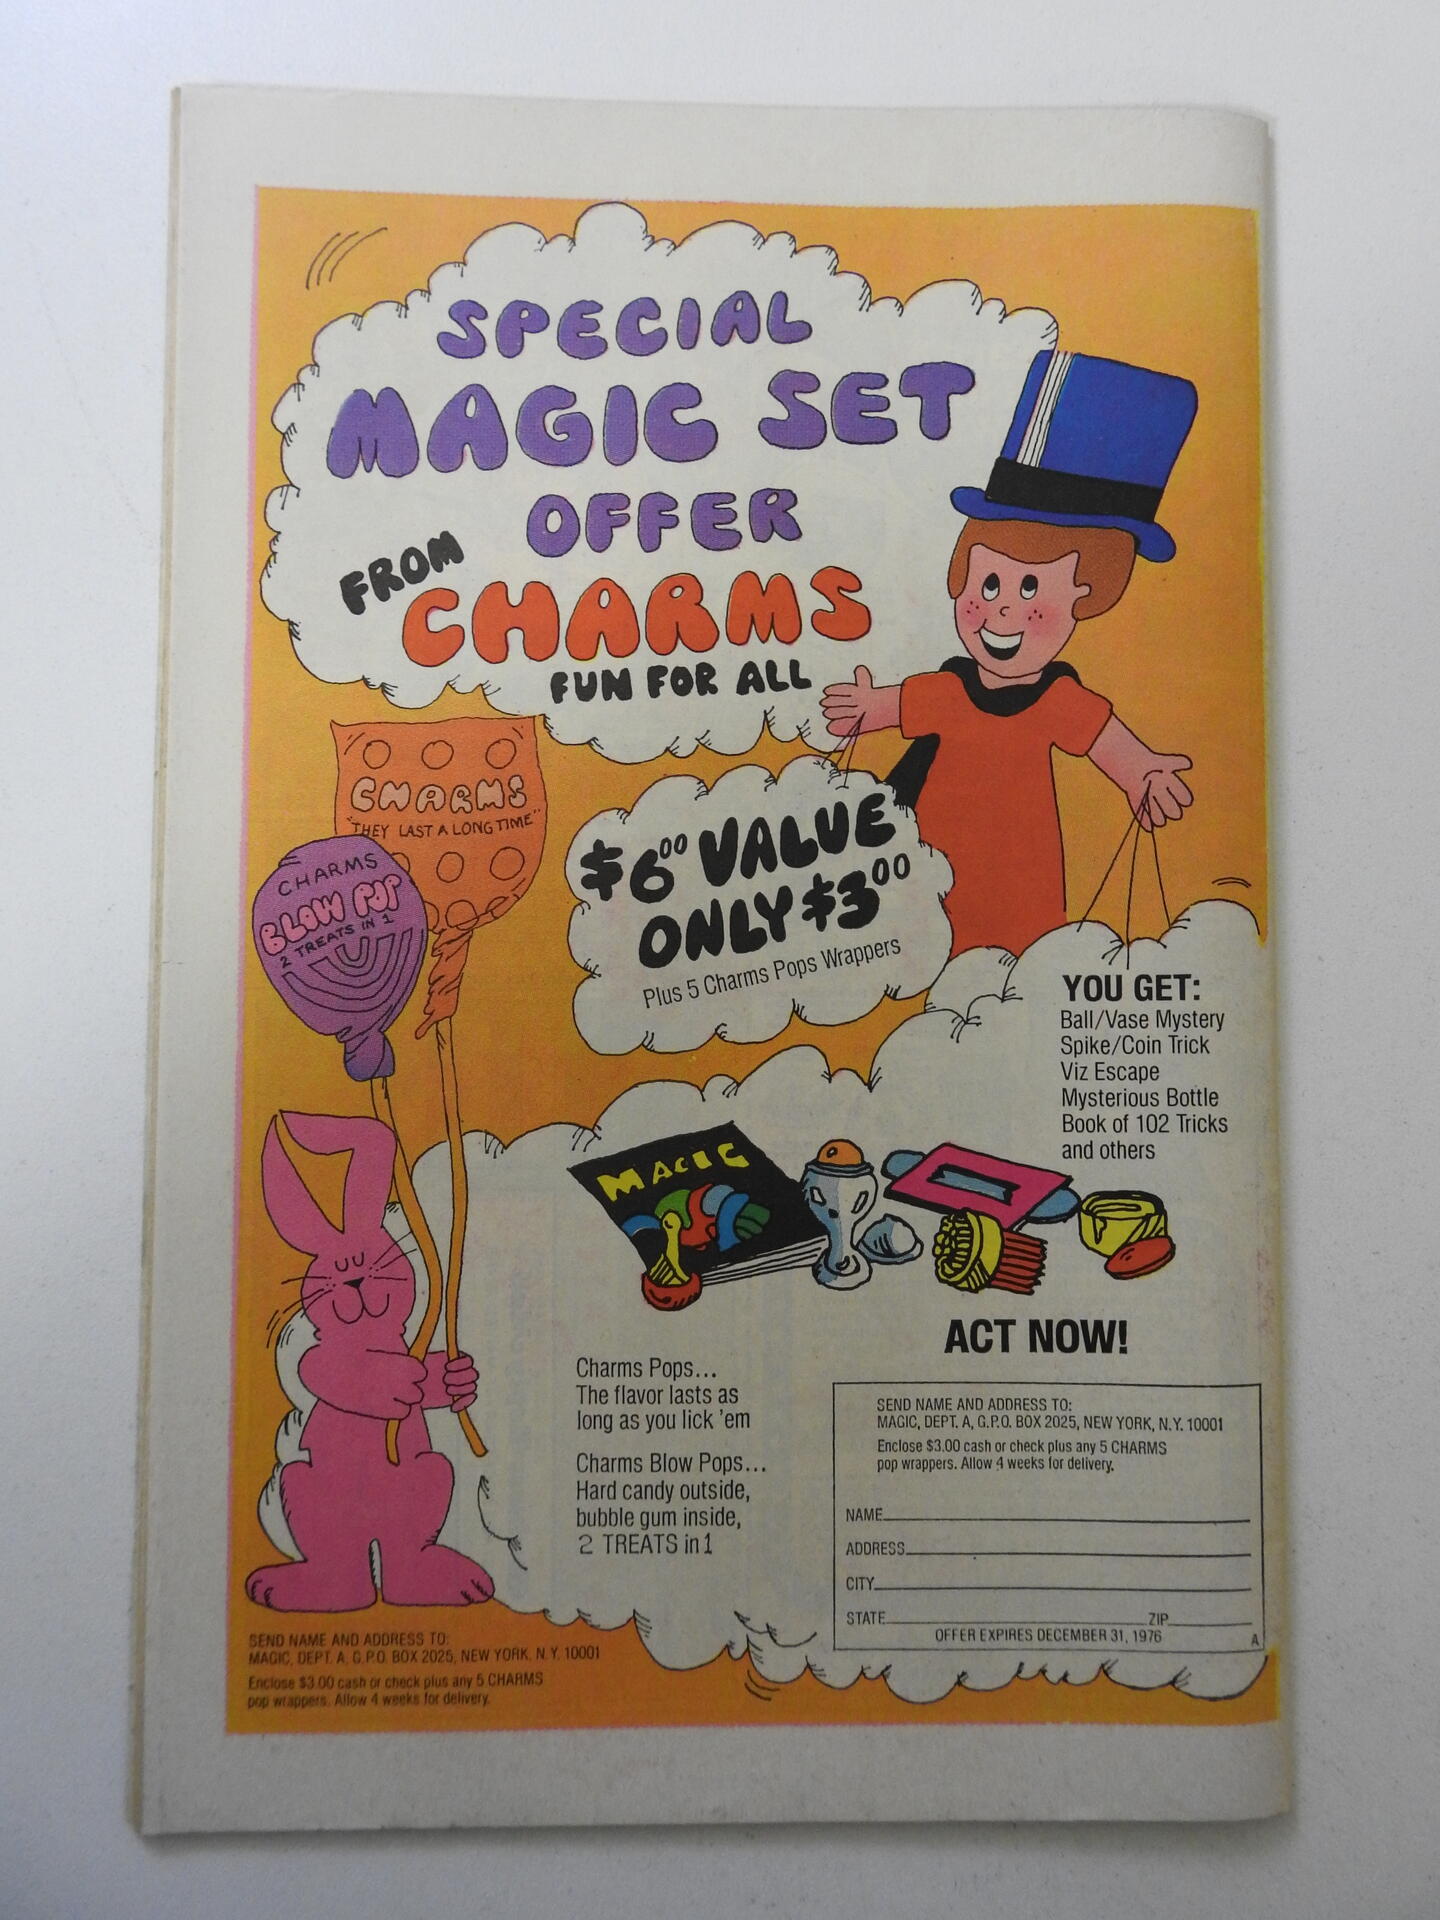 SPECIAL
MAGIC SET
OFFER
FROM
CHARMS
FUN FOR ALL
CHARMS
"THEY LAST A LONG TIME"
CHARMS
BLOW POP
2 TREATS IN 1
$6.00 VALUE
ONLY $3.00
Plus 5 Charms Pops Wrappers
YOU GET:
Ball/Vase Mystery
Spike/Coin Trick
Viz Escape
Mysterious Bottle
Book of 102 Tricks
and others
MAGIC
ACT NOW!
Charms Pops...
The flavor lasts as
long as you lick 'em
Charms Blow Pops...
Hard candy outside,
bubble gum inside,
2 TREATS in 1
SEND NAME AND ADDRESS TO:
MAGIC, DEPT. A, G.P.O. BOX 2025, NEW YORK, N.Y. 10001
Enclose $3.00 cash or check plus any 5 CHARMS
pop wrappers. Allow 4 weeks for delivery.
NAME
ADDRESS
CITY
STATE ZIP
OFFER EXPIRES DECEMBER 31, 1976 A
SEND NAME AND ADDRESS TO:
MAGIC, DEPT. A, G.P.O. BOX 2025, NEW YORK, N.Y. 10001
Enclose $3.00 cash or check plus any 5 CHARMS
pop wrappers. Allow 4 weeks for delivery.